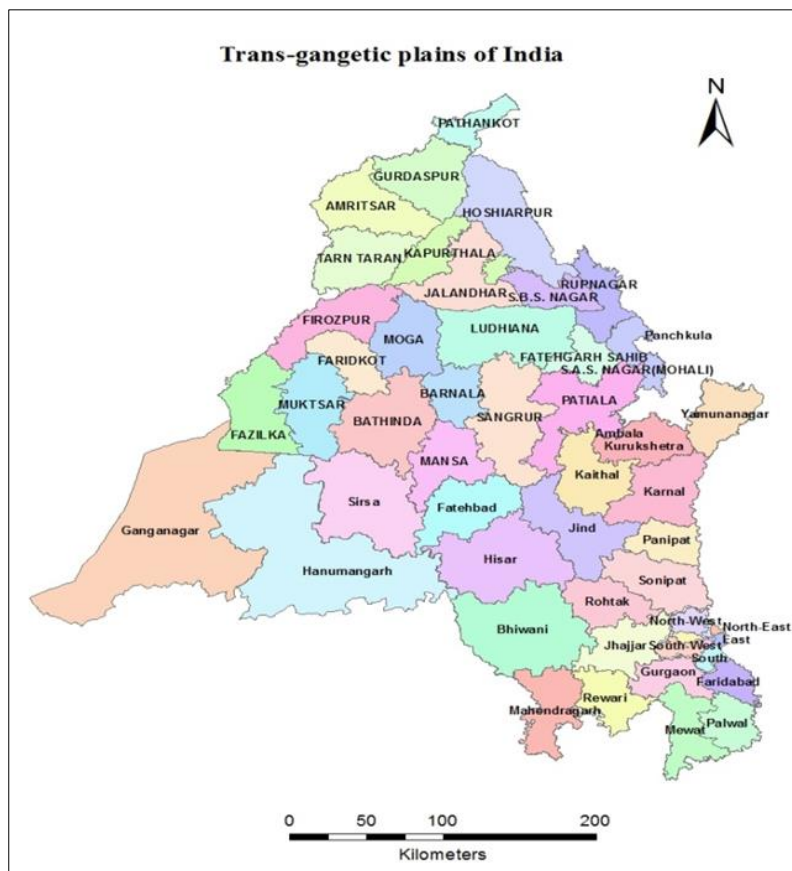 Trans-gangetic plains of India
N
PATHANKOT
GURDASPUR
AMRITSAR
HOSHIARPUR
KAPURTHALA
TARN TARAN
RUPNAGAR
JALANDHAR
S.B.S. NAGAR
FIROZPUR
LUDHIANA
Panchkula
MOGA
FATEHGARH SAHIB
FARIDKOT
S.A.S. NAGAR(MOHALI)
BARNALA
PATIALA
MUKTSAR
SANGRUR
Yamunanagar
BATHINDA
FAZILKA
Ambala
Kurukshetra
MANSA
Kaithal
Karnal
Sirsa
Fatehbad
Ganganagar
Jind
Panipat
Hisar
Hanumangarh
Sonipat
Rohtak
North-West
North-East
Bhiwani
East
Jhajjar
South-West
South
Gurgaon
Faridabad
Rewari
Mahendragarh
Palwal
Mewat
0 50 100 200
Kilometers